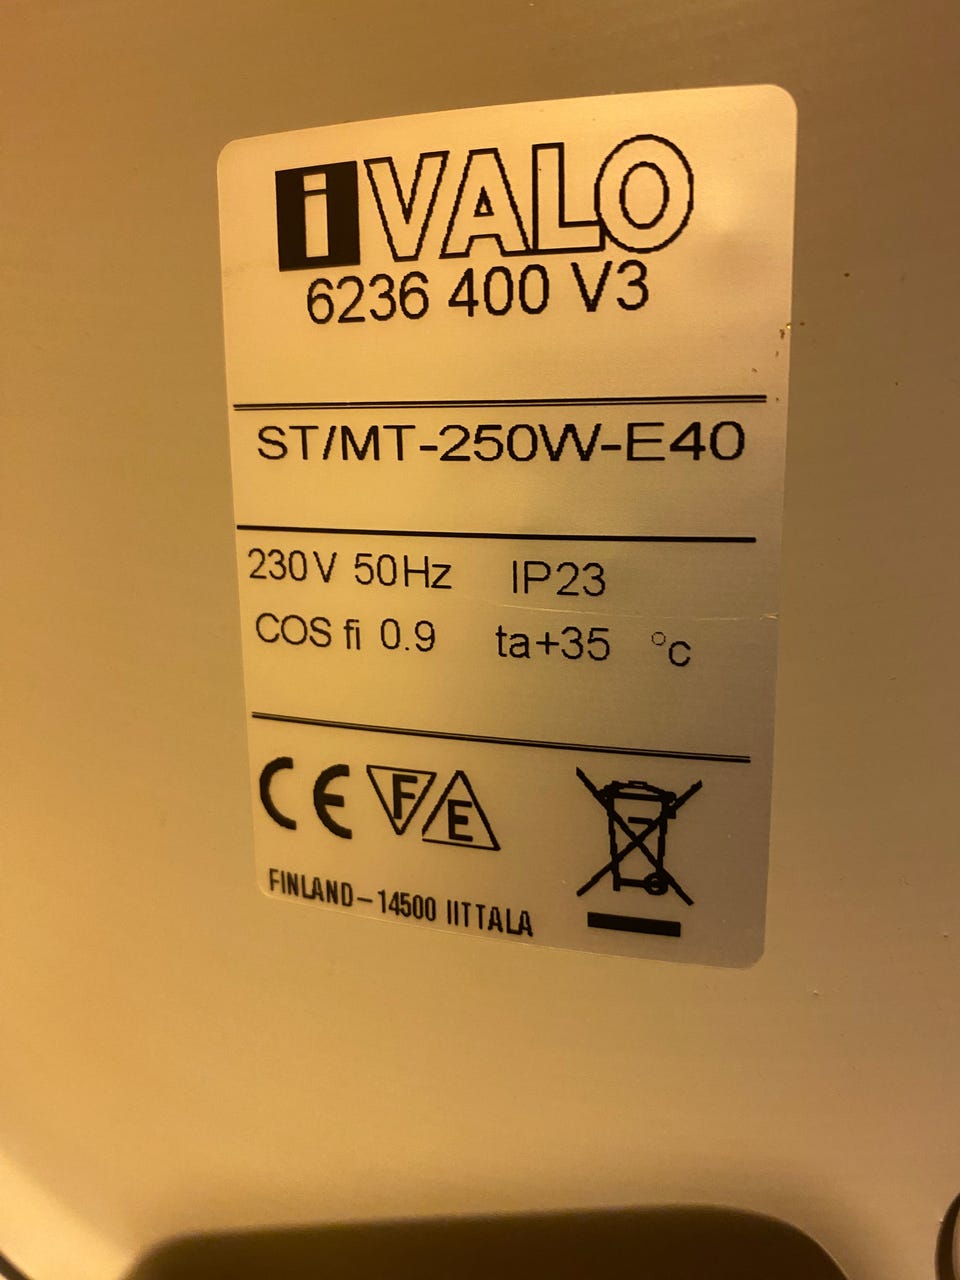 iVALO
6236 400 V3
ST/MT-250W-E40
230V 50Hz IP23
COS fi 0.9 ta+35 °c
CE F E
FINLAND-14500 IITTALA